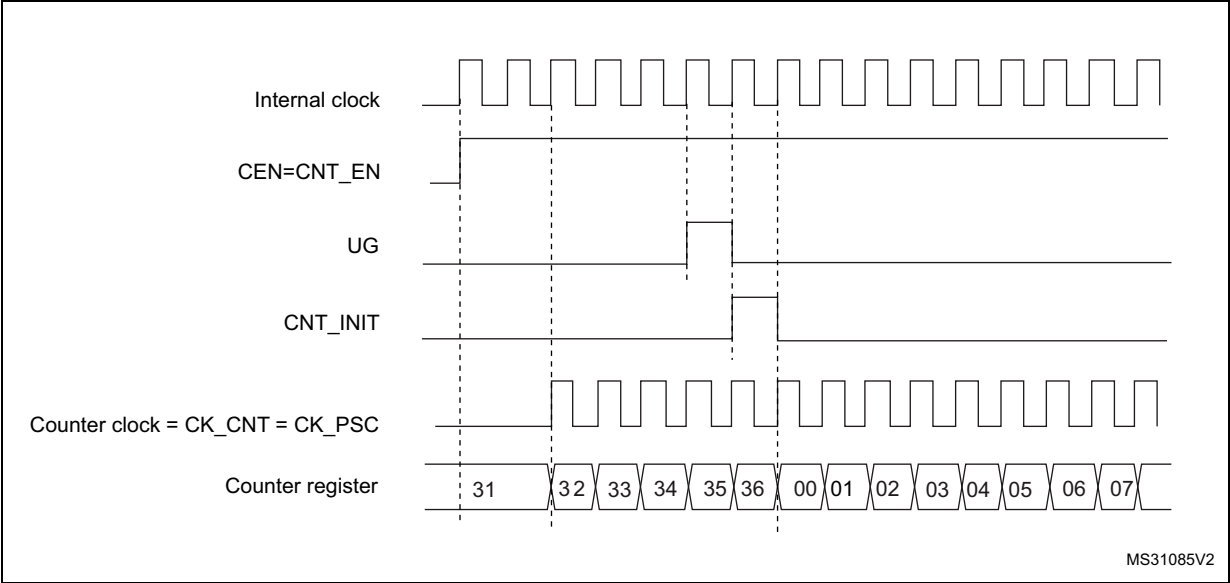 Internal clock
CEN=CNT_EN
UG
CNT_INIT
Counter clock = CK_CNT = CK_PSC
Counter register 31 32 33 34 35 36 00 01 02 03 04 05 06 07
MS31085V2